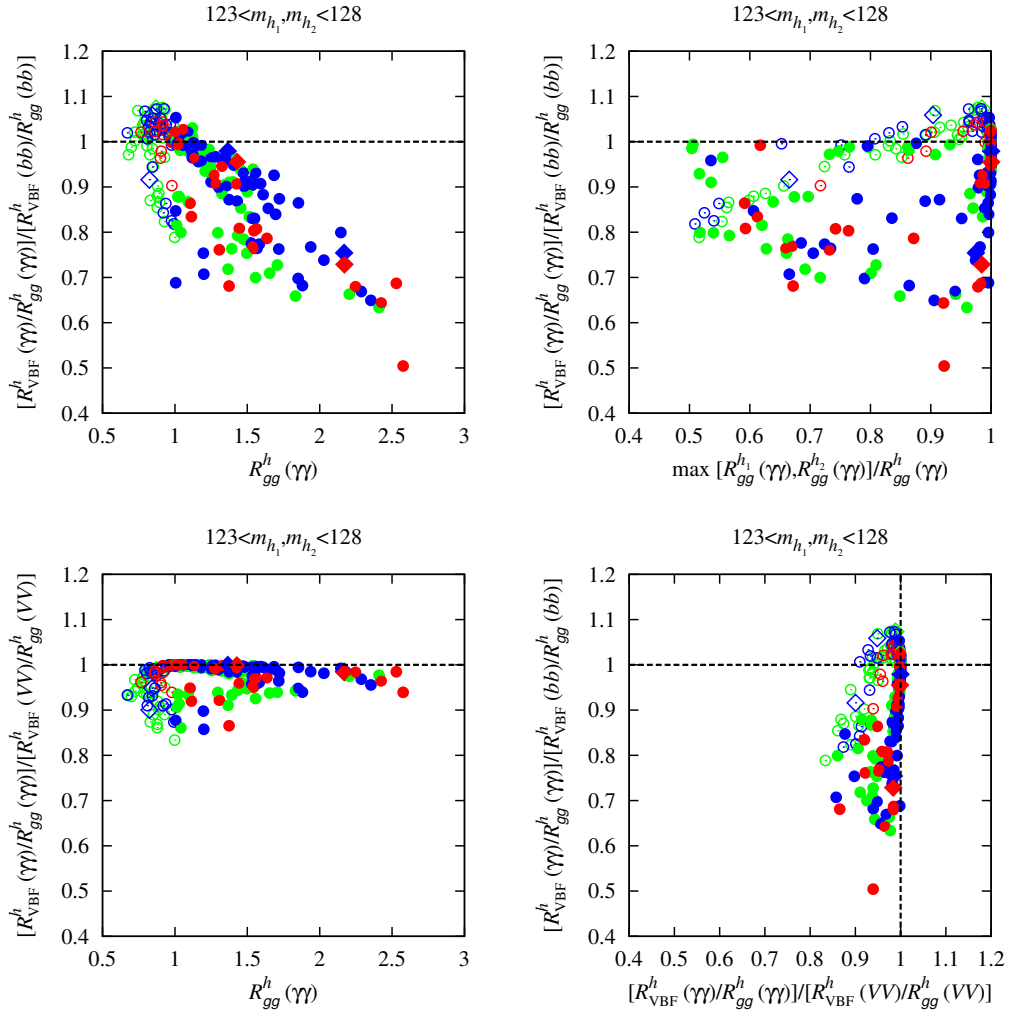 123<m_{h_1},m_{h_2}<128
[R^h_{VBF}(γγ)/R^h_{gg}(γγ)]/[R^h_{VBF}(bb)/R^h_{gg}(bb)]
1.2
1.1
1
0.9
0.8
0.7
0.6
0.5
0.4
0.5 1 1.5 2 2.5 3
R^h_{gg}(γγ)
123<m_{h_1},m_{h_2}<128
[R^h_{VBF}(γγ)/R^h_{gg}(γγ)]/[R^h_{VBF}(bb)/R^h_{gg}(bb)]
1.2
1.1
1
0.9
0.8
0.7
0.6
0.5
0.4
0.4 0.5 0.6 0.7 0.8 0.9 1
max [R^{h_1}_{gg}(γγ),R^{h_2}_{gg}(γγ)]/R^h_{gg}(γγ)
123<m_{h_1},m_{h_2}<128
[R^h_{VBF}(γγ)/R^h_{gg}(γγ)]/[R^h_{VBF}(VV)/R^h_{gg}(VV)]
1.2
1.1
1
0.9
0.8
0.7
0.6
0.5
0.4
0.5 1 1.5 2 2.5 3
R^h_{gg}(γγ)
123<m_{h_1},m_{h_2}<128
[R^h_{VBF}(γγ)/R^h_{gg}(γγ)]/[R^h_{VBF}(bb)/R^h_{gg}(bb)]
1.2
1.1
1
0.9
0.8
0.7
0.6
0.5
0.4
0.4 0.5 0.6 0.7 0.8 0.9 1 1.1 1.2
[R^h_{VBF}(γγ)/R^h_{gg}(γγ)]/[R^h_{VBF}(VV)/R^h_{gg}(VV)]